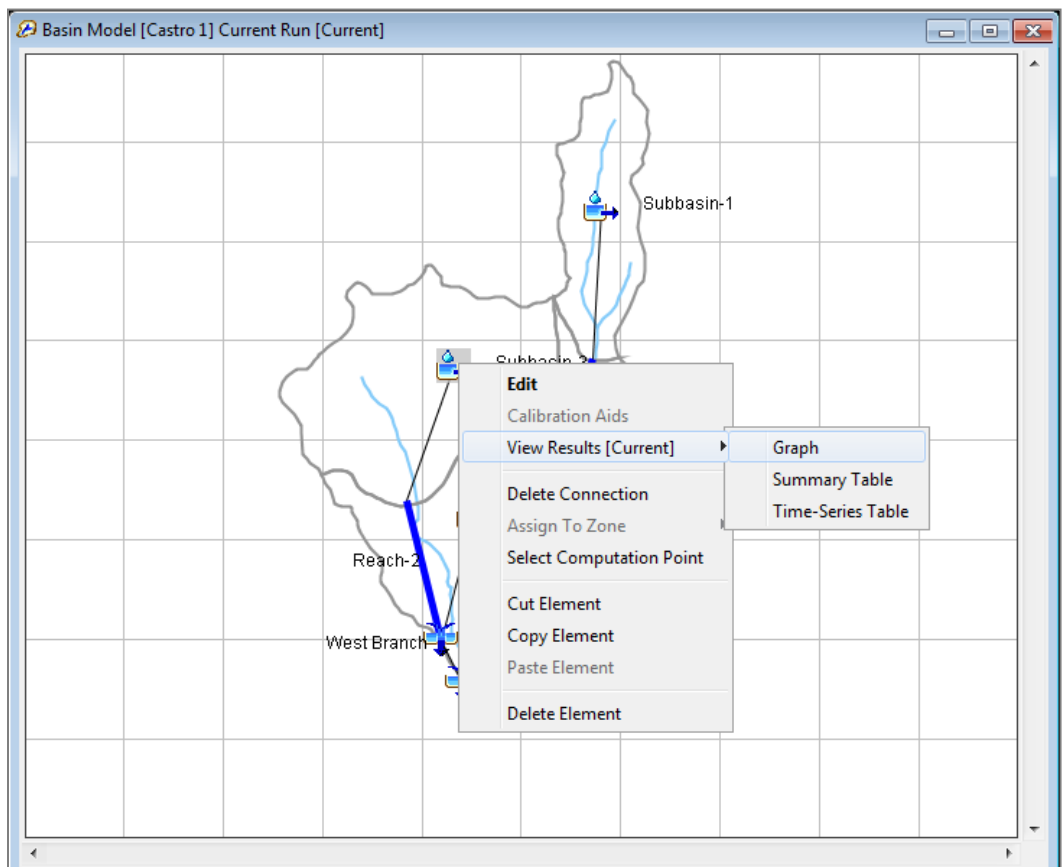 Basin Model [Castro 1] Current Run [Current]
Subbasin-1
Subbasin-3
Edit
Calibration Aids
View Results [Current]
Graph
Summary Table
Time-Series Table
Delete Connection
Assign To Zone
Select Computation Point
Reach-2
Cut Element
West Branch
Copy Element
Paste Element
Delete Element